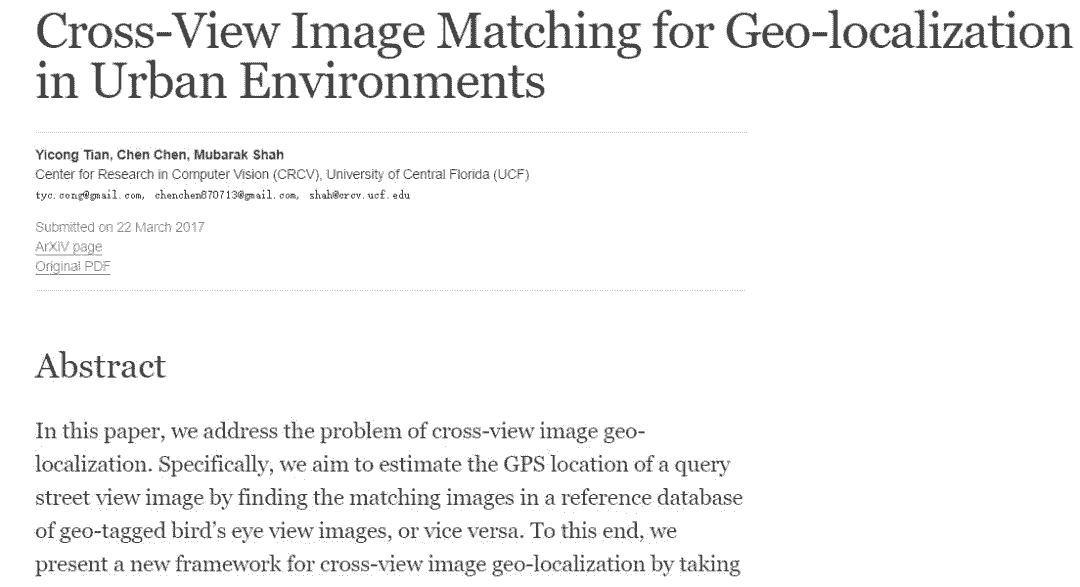 Cross-View Image Matching for Geo-localization
in Urban Environments
Yicong Tian, Chen Chen, Mubarak Shah
Center for Research in Computer Vision (CRCV), University of Central Florida (UCF)
tyc.cong@gmail.com, chenchen870713@gmail.com, shah@crcv.ucf.edu
Submitted on 22 March 2017
ArXIV page
Original PDF
Abstract
In this paper, we address the problem of cross-view image geo-
localization. Specifically, we aim to estimate the GPS location of a query
street view image by finding the matching images in a reference database
of geo-tagged bird’s eye view images, or vice versa. To this end, we
present a new framework for cross-view image geo-localization by taking